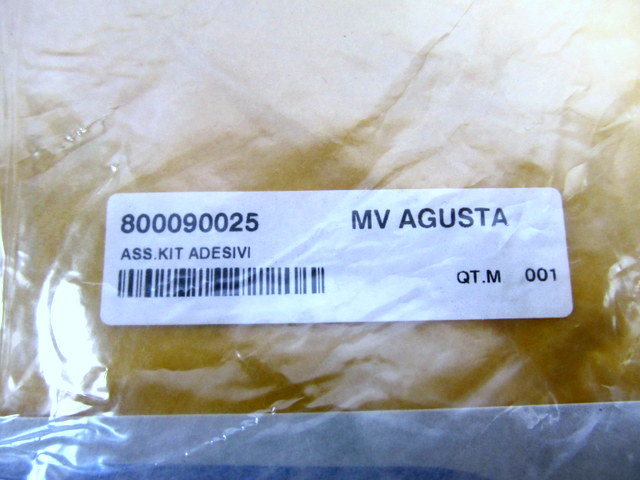 800090025 MV AGUSTA
ASS.KIT ADESIVI
QT.M 001